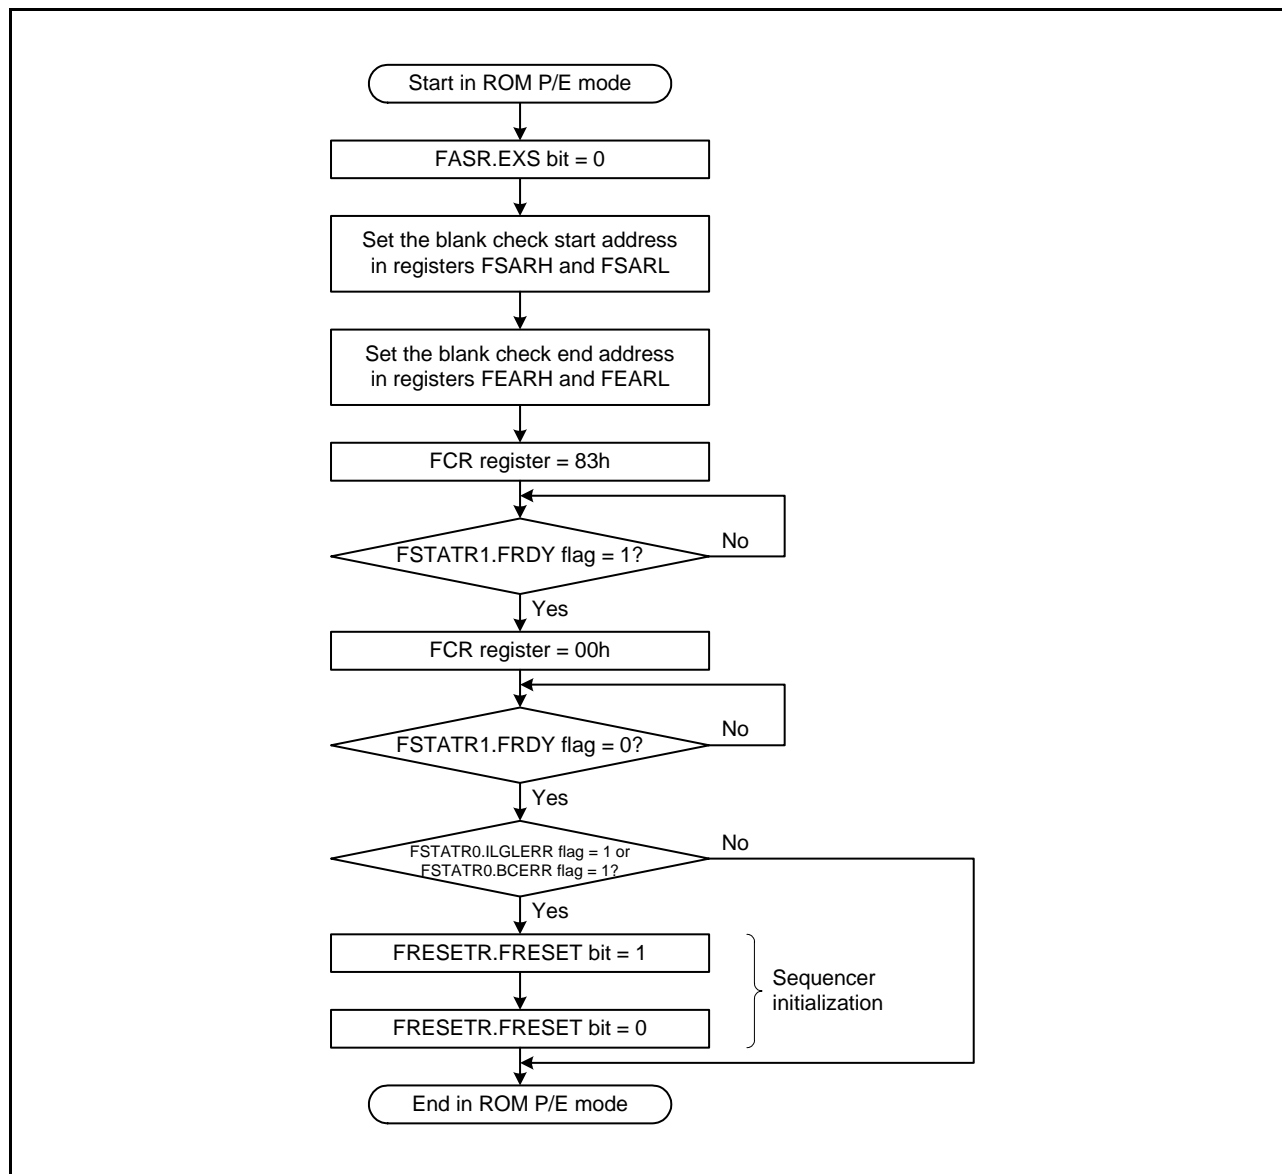 Start in ROM P/E mode
FASR.EXS bit = 0
Set the blank check start address
in registers FSARH and FSARL
Set the blank check end address
in registers FEARH and FEARL
FCR register = 83h
FSTATR1.FRDY flag = 1?
No
Yes
FCR register = 00h
FSTATR1.FRDY flag = 0?
No
Yes
FSTATR0.ILGLERR flag = 1 or
FSTATR0.BCERR flag = 1?
No
Yes
FRESETR.FRESET bit = 1
FRESETR.FRESET bit = 0
Sequencer
initialization
End in ROM P/E mode